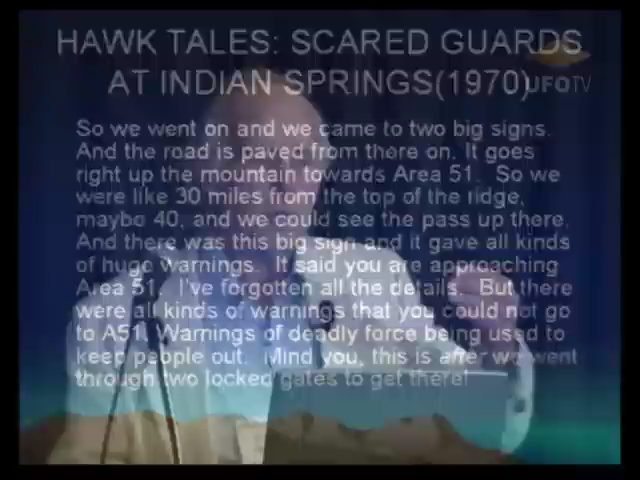 HAWK TALES: SCARED GUARDS
AT INDIAN SPRINGS(1970)
UFOTV
So we went on and we came to two big signs.
And the road is paved from there on. It goes
right up the mountain towards Area 51. So we
were like 30 miles from the top of the ridge,
maybo 40, and we could see the pass up there.
And there was this big sign and it gave all kinds
of huge warnings. It said you are approaching
Area 51. I've forgotten all the details. But there
were all kinds of warnings that you could not go
to A51. Warnings of deadly force being used to
keep people out. Mind you, this is after we went
through two locked gates to get there!